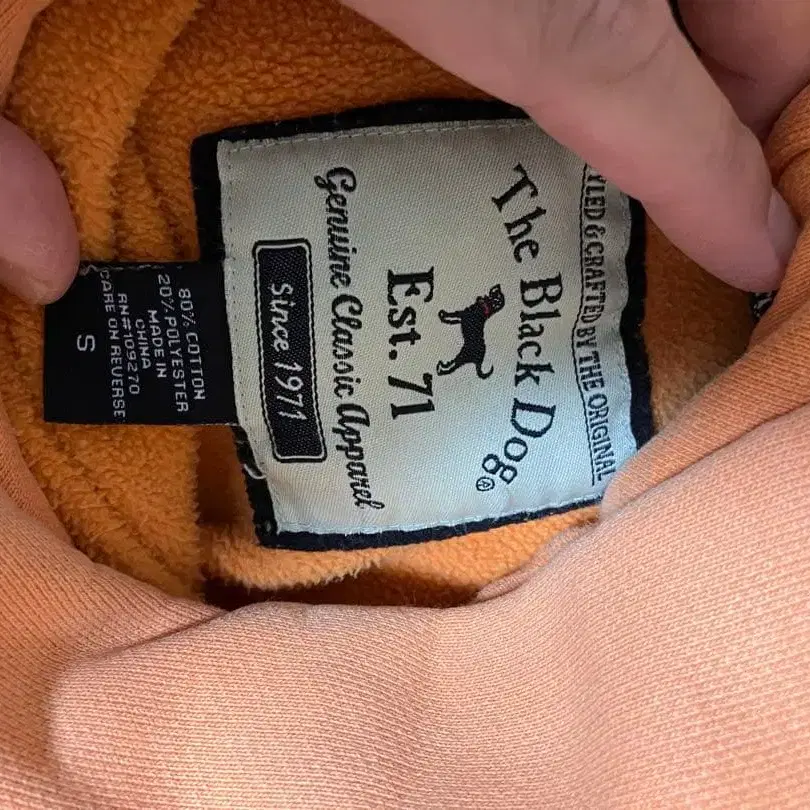 STYLED & CRAFTED BY THE ORIGINAL
The Black Dog®
Est. 71
Genuine Classic Apparel
Since 1971
80% COTTON
20% POLYESTER
MADE IN
CHINA
RN#109270
CARE ON REVERSE
S